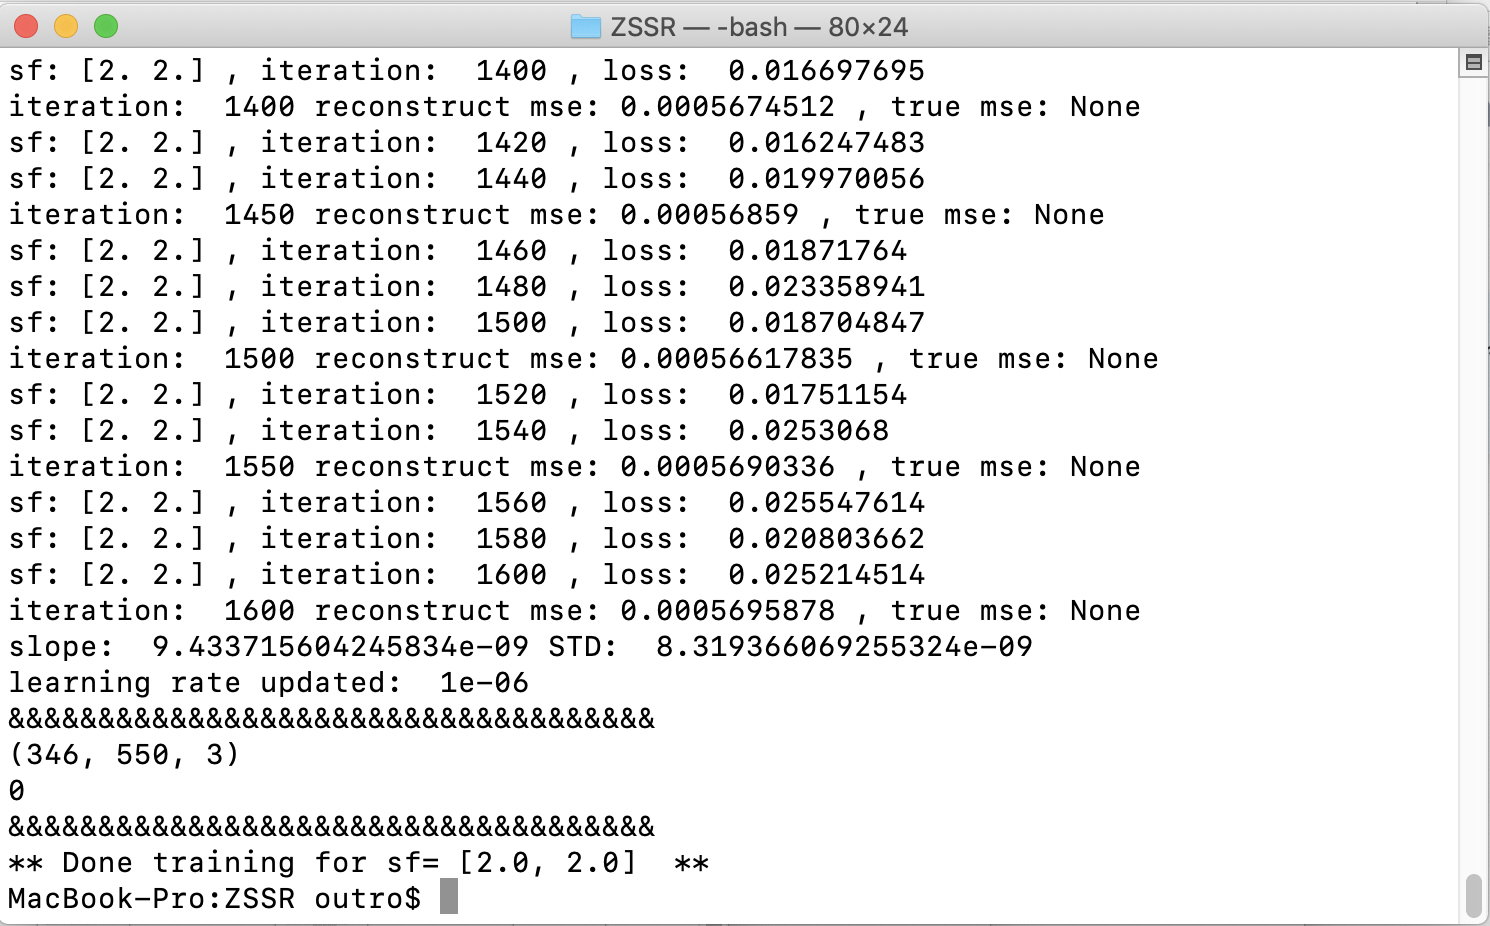 ZSSR — -bash — 80×24
sf: [2. 2.] , iteration:  1400 , loss:  0.016697695
iteration:  1400 reconstruct mse: 0.0005674512 , true mse: None
sf: [2. 2.] , iteration:  1420 , loss:  0.016247483
sf: [2. 2.] , iteration:  1440 , loss:  0.019970056
iteration:  1450 reconstruct mse: 0.00056859 , true mse: None
sf: [2. 2.] , iteration:  1460 , loss:  0.01871764
sf: [2. 2.] , iteration:  1480 , loss:  0.023358941
sf: [2. 2.] , iteration:  1500 , loss:  0.018704847
iteration:  1500 reconstruct mse: 0.00056617835 , true mse: None
sf: [2. 2.] , iteration:  1520 , loss:  0.01751154
sf: [2. 2.] , iteration:  1540 , loss:  0.0253068
iteration:  1550 reconstruct mse: 0.0005690336 , true mse: None
sf: [2. 2.] , iteration:  1560 , loss:  0.025547614
sf: [2. 2.] , iteration:  1580 , loss:  0.020803662
sf: [2. 2.] , iteration:  1600 , loss:  0.025214514
iteration:  1600 reconstruct mse: 0.0005695878 , true mse: None
slope:  9.433715604245834e-09 STD:  8.319366069255324e-09
learning rate updated:  1e-06
&&&&&&&&&&&&&&&&&&&&&&&&&&&&&&&&&&&&
(346, 550, 3)
0
&&&&&&&&&&&&&&&&&&&&&&&&&&&&&&&&&&&&
** Done training for sf= [2.0, 2.0]  **
MacBook-Pro:ZSSR outro$